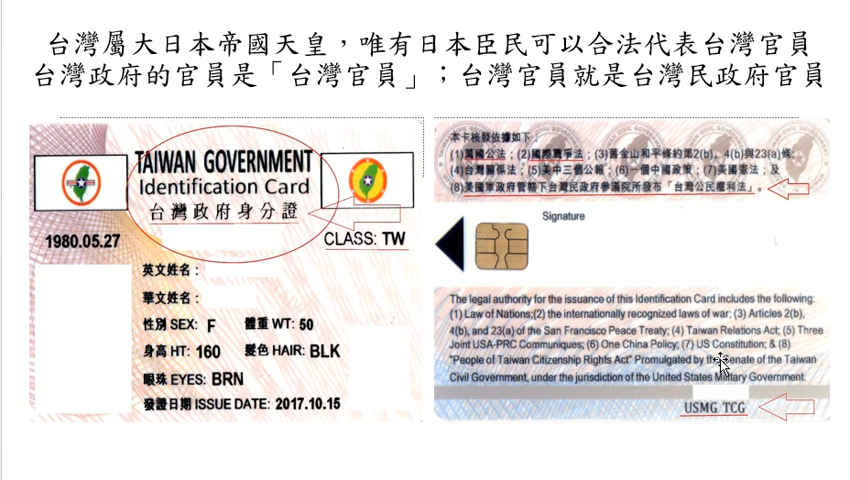 台灣屬大日本帝國天皇，唯有日本臣民可以合法代表台灣官員
台灣政府的官員是「台灣官員」；台灣官員就是台灣民政府官員
TAIWAN GOVERNMENT
Identification Card
台灣政府身分證
1980.05.27
CLASS: TW
英文姓名：
華文姓名：
性別 SEX: F 體重 WT: 50
身高 HT: 160 髮色 HAIR: BLK
眼珠 EYES: BRN
發證日期 ISSUE DATE: 2017.10.15
本卡核發依據如下：
(1)萬國公法；(2)國際戰爭法；(3)舊金山和平條約第2(b)、4(b)與23(a)條；
(4)台灣關係法；(5)美中三個公報；(6)一個中國政策；(7)美國憲法；及
(8)美國軍政府管轄下台灣民政府參議院所發布「台灣公民權利法」。
Signature
The legal authority for the issuance of this Identification Card includes the following:
(1) Law of Nations;(2) the internationally recognized laws of war; (3) Articles 2(b),
4(b), and 23(a) of the San Francisco Peace Treaty; (4) Taiwan Relations Act; (5) Three
Joint USA-PRC Communiques; (6) One China Policy; (7) US Constitution; & (8)
"People of Taiwan Citizenship Rights Act" Promulgated by the Senate of the Taiwan
Civil Government, under the jurisdiction of the United States Military Government.
USMG TCG